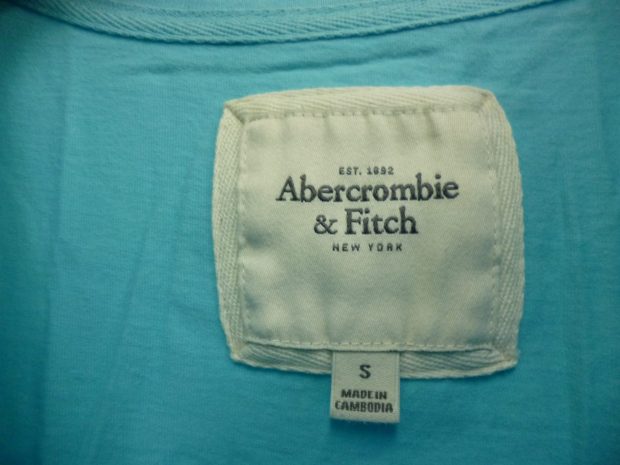 EST. 1892
Abercrombie
& Fitch
NEW YORK
S
MADE IN
CAMBODIA